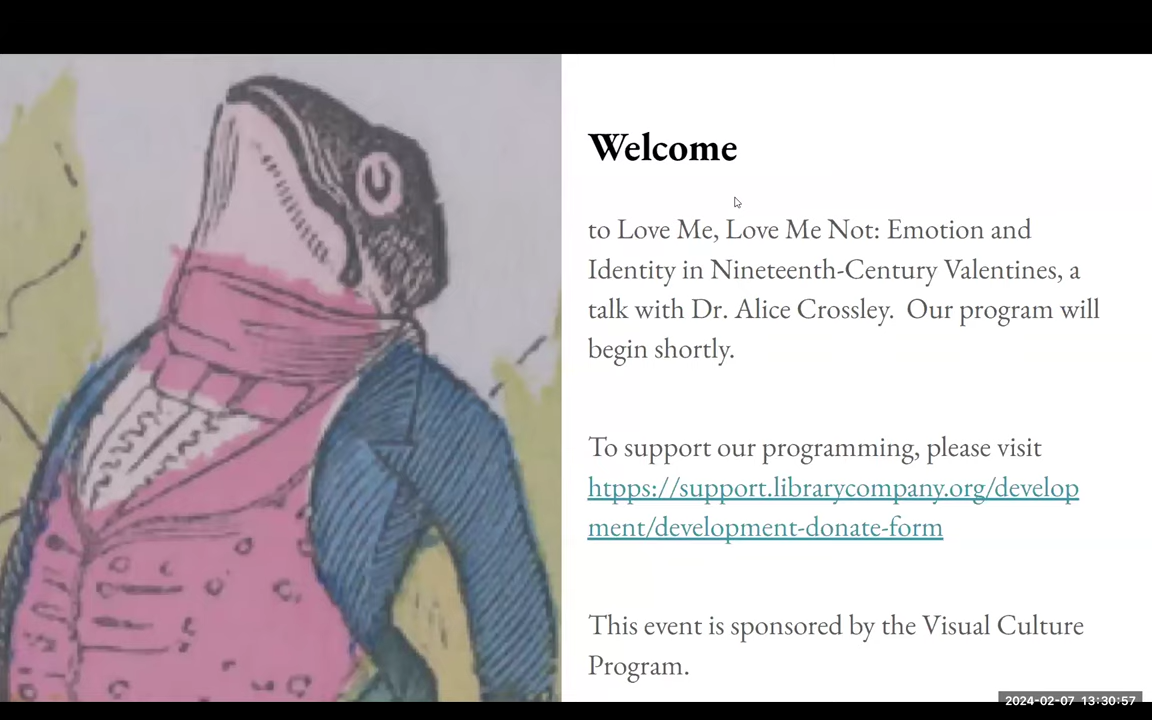 Welcome
to Love Me, Love Me Not: Emotion and
Identity in Nineteenth-Century Valentines, a
talk with Dr. Alice Crossley.  Our program will
begin shortly.
To support our programming, please visit
htpps://support.librarycompany.org/develop
ment/development-donate-form
This event is sponsored by the Visual Culture
Program.
2024-02-07 13:30:57